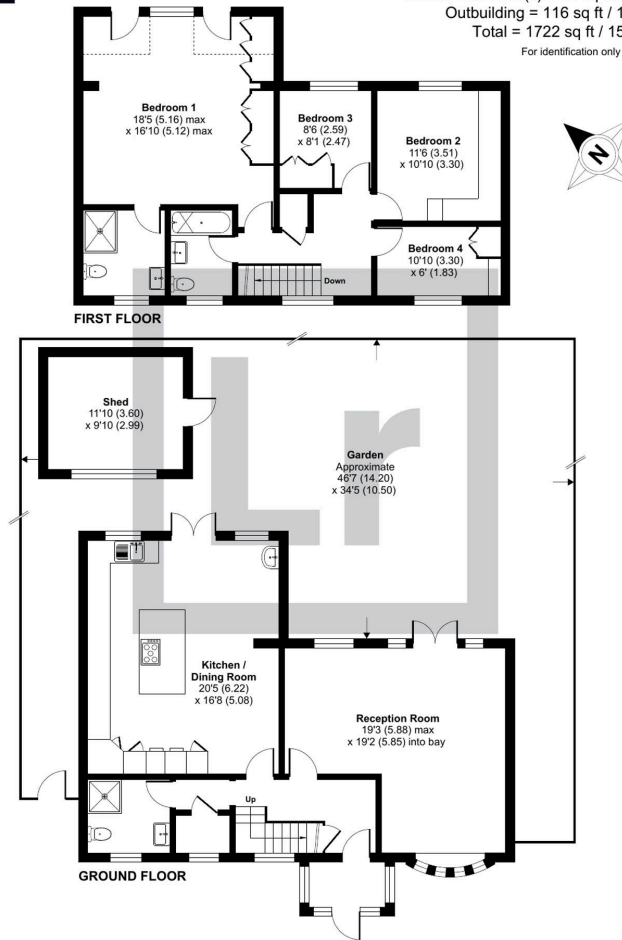 Outbuilding = 116 sq ft / 1
Total = 1722 sq ft / 15
For identification only
Bedroom 1
18'5 (5.16) max
x 16'10 (5.12) max
Bedroom 3
8'6 (2.59)
x 8'1 (2.47)
Bedroom 2
11'6 (3.51)
x 10'10 (3.30)
N
Bedroom 4
10'10 (3.30)
x 6' (1.83)
Down
FIRST FLOOR
Shed
11'10 (3.60)
x 9'10 (2.99)
Garden
Approximate
46'7 (14.20)
x 34'5 (10.50)
Lr
Kitchen /
Dining Room
20'5 (6.22)
x 16'8 (5.08)
Reception Room
19'3 (5.88) max
x 19'2 (5.85) into bay
Up
GROUND FLOOR